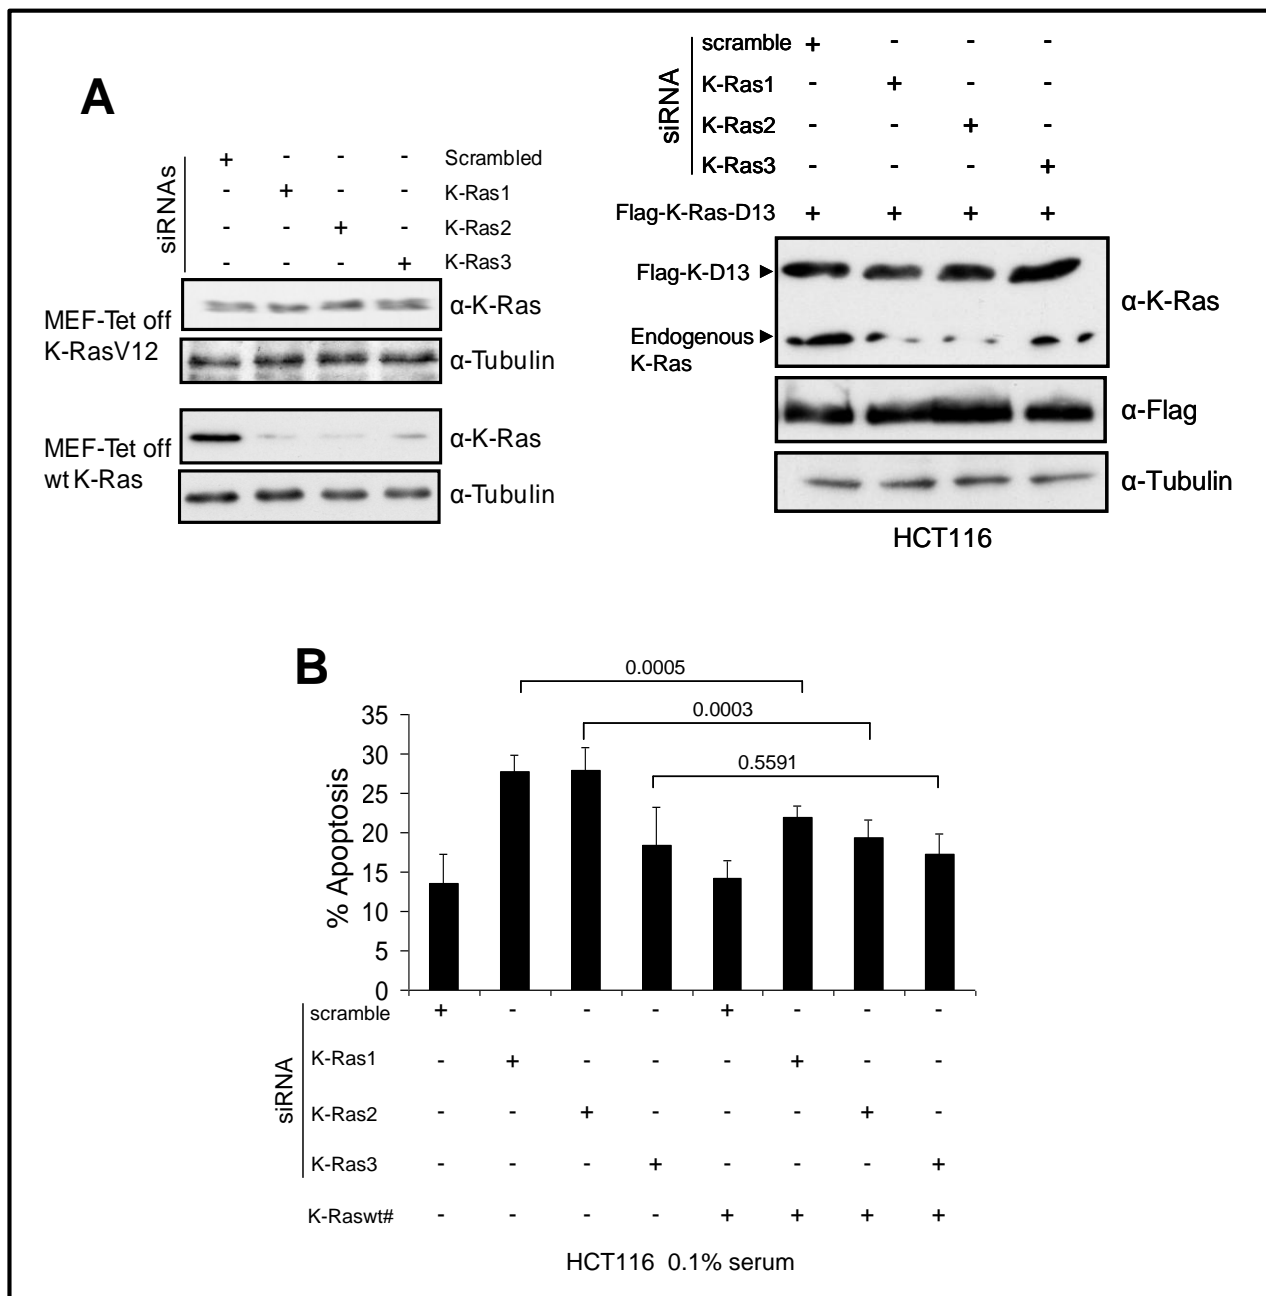 A
siRNAs
+ - - - Scrambled
- + - - K-Ras1
- - + - K-Ras2
- - - + K-Ras3
MEF-Tet off
K-RasV12
α-K-Ras
α-Tubulin
MEF-Tet off
wt K-Ras
α-K-Ras
α-Tubulin
siRNA
scramble + - - -
K-Ras1 - + - -
K-Ras2 - - + -
K-Ras3 - - - +
Flag-K-Ras-D13 + + + +
Flag-K-D13
Endogenous
K-Ras
α-K-Ras
α-Flag
α-Tubulin
HCT116
B
0.0005
0.0003
0.5591
% Apoptosis
35
30
25
20
15
10
5
0
siRNA
scramble + - - - + - - -
K-Ras1 - + - - - + - -
K-Ras2 - - + - - - + -
K-Ras3 - - - + - - - +
K-Raswt# - - - - + + + +
HCT116 0.1% serum